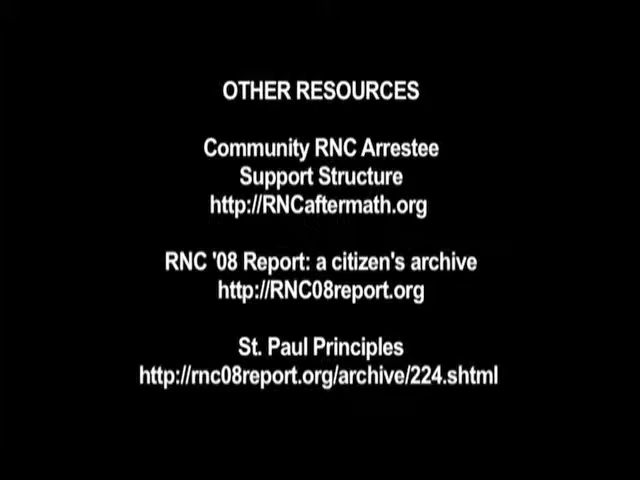 OTHER RESOURCES
Community RNC Arrestee
Support Structure
http://RNCaftermath.org
RNC '08 Report: a citizen's archive
http://RNC08report.org
St. Paul Principles
http://rnc08report.org/archive/224.shtml